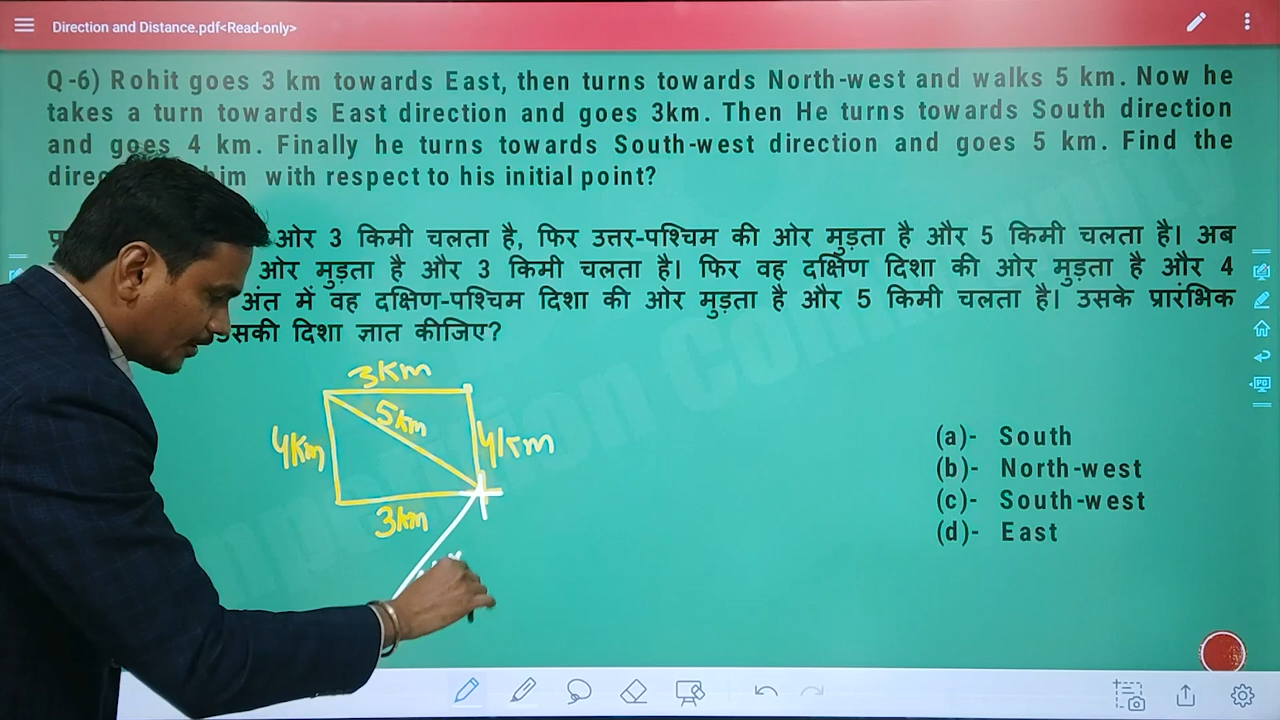 Direction and Distance.pdf<Read-only>
Q-6) Rohit goes 3 km towards East, then turns towards North-west and walks 5 km. Now he
takes a turn towards East direction and goes 3km. Then He turns towards South direction
and goes 4 km. Finally he turns towards South-west direction and goes 5 km. Find the
him with respect to his initial point?
ओर 3 किमी चलता है, फिर उत्तर-पश्चिम की ओर मुड़ता है और 5 किमी चलता है। अब
ओर मुड़ता है और 3 किमी चलता है। फिर वह दक्षिण दिशा की ओर मुड़ता है और 4
अंत में वह दक्षिण-पश्चिम दिशा की ओर मुड़ता है और 5 किमी चलता है। उसके प्रारंभिक
दिशा ज्ञात कीजिए?
3km
5km
4km
4km
3km
(a)- South
(b)- North-west
(c)- South-west
(d)- East